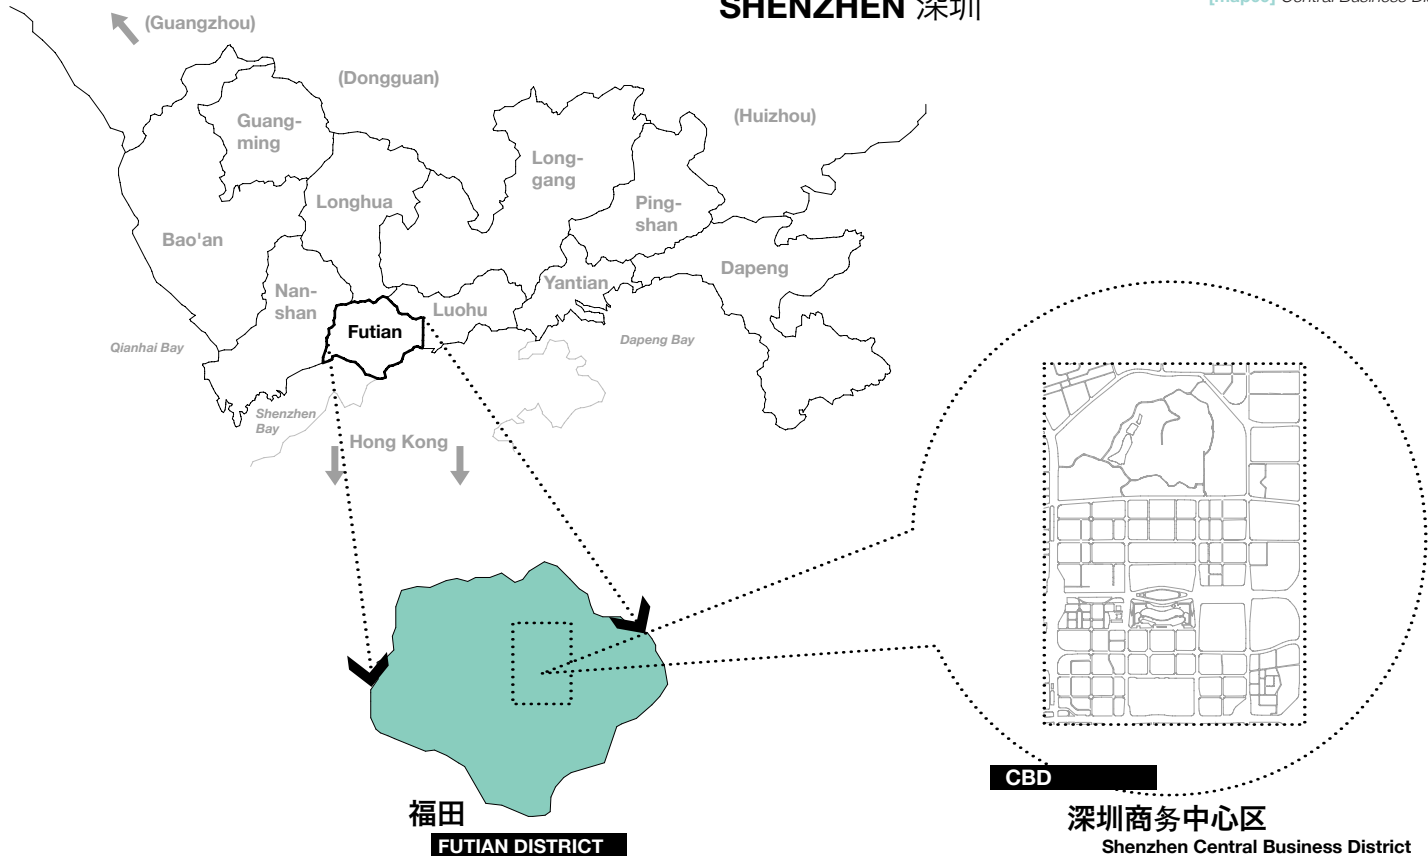 SHENZHEN 深圳
Central Business
(Guangzhou)
(Dongguan)
(Huizhou)
Guang-
ming
Long-
gang
Longhua
Ping-
shan
Bao'an
Dapeng
Nan-
shan
Yantian
Luohu
Futian
Qianhai Bay
Dapeng Bay
Shenzhen
Bay
Hong Kong
CBD
福田
深圳商务中心区
FUTIAN DISTRICT
Shenzhen Central Business District